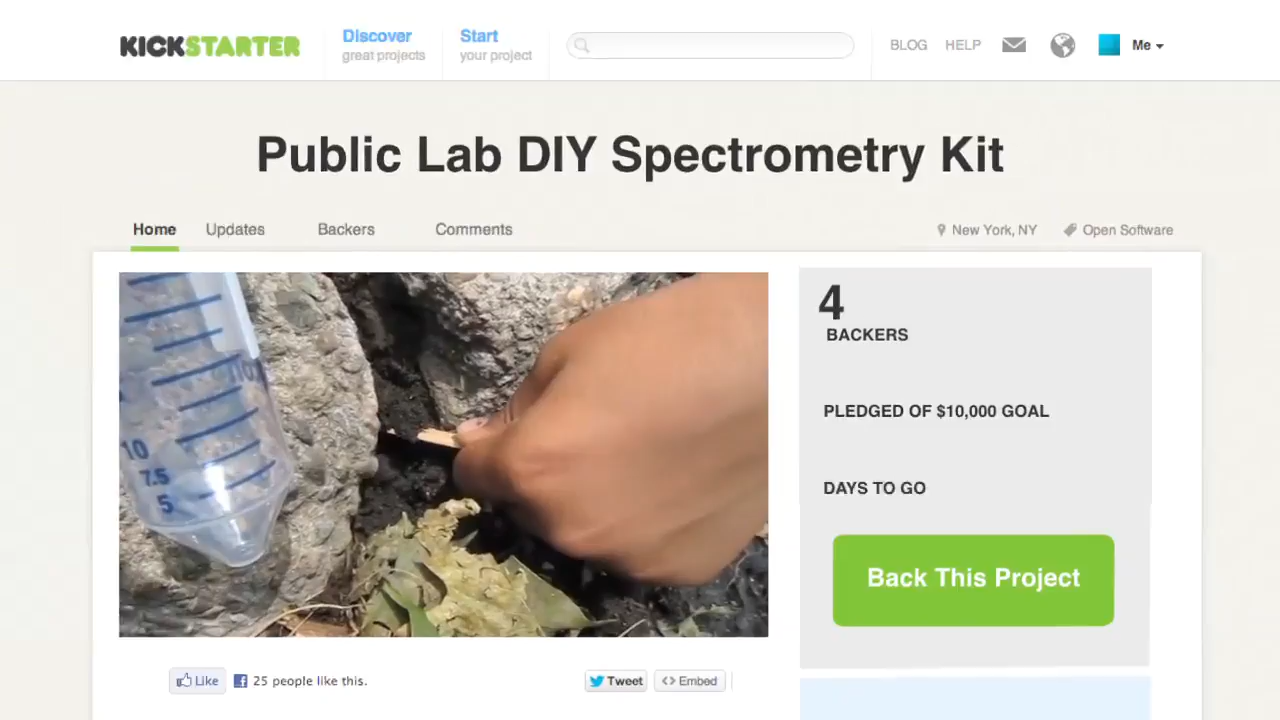 KICKSTARTER
Discover
great projects
Start
your project
BLOG HELP
Me
Public Lab DIY Spectrometry Kit
Home Updates Backers Comments
New York, NY Open Software
4
BACKERS
PLEDGED OF $10,000 GOAL
DAYS TO GO
Back This Project
10
7.5
5
Like 25 people like this.
Tweet Embed